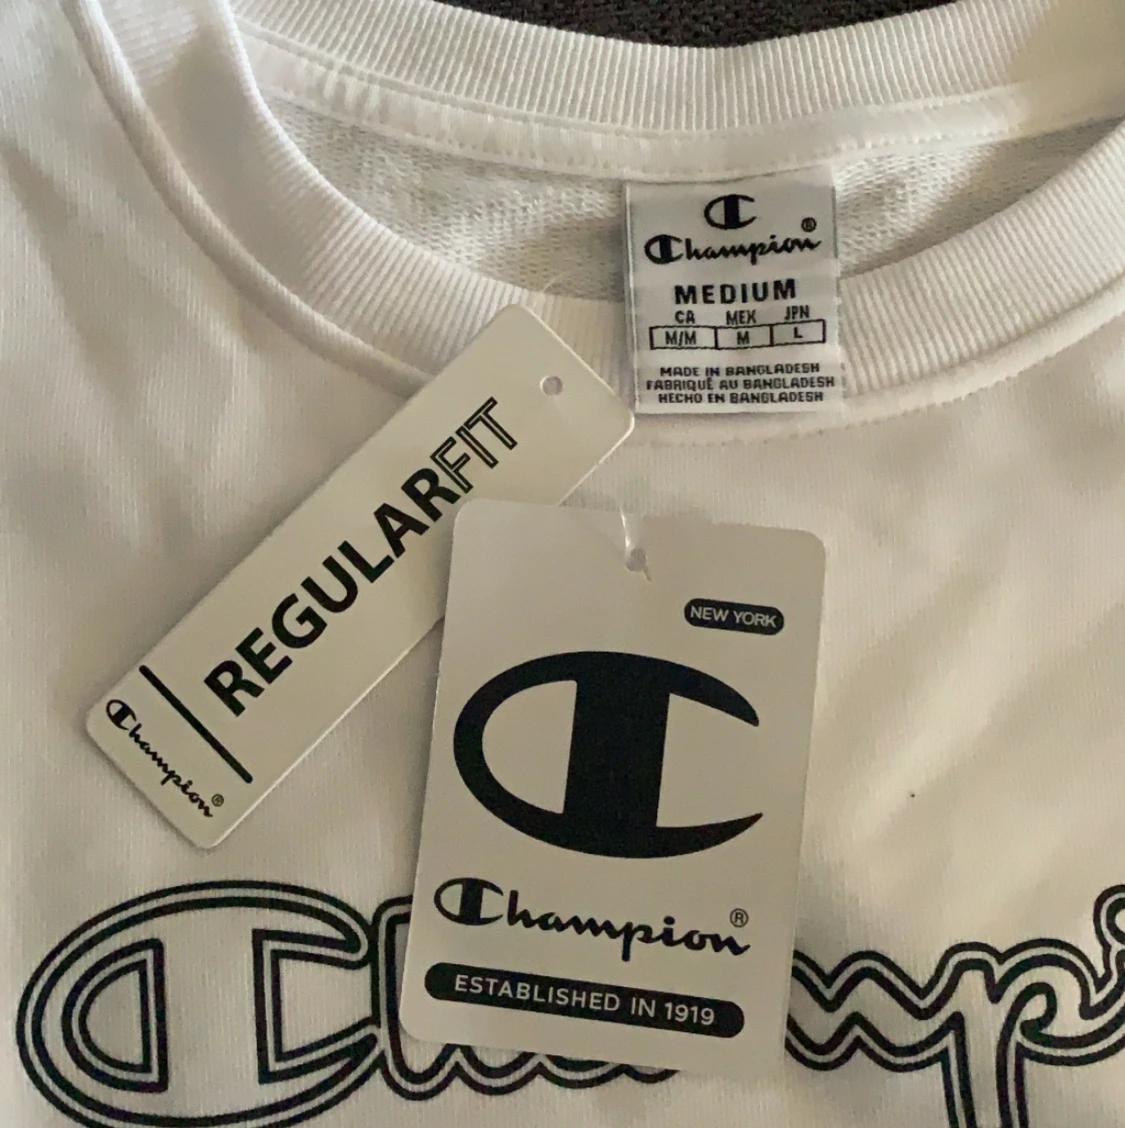 Champion®
MEDIUM
CA MEX JPN
M/M M L
MADE IN BANGLADESH
FABRIQUÉ AU BANGLADESH
HECHO EN BANGLADESH
REGULARFIT
Champion®
NEW YORK
Champion®
ESTABLISHED IN 1919